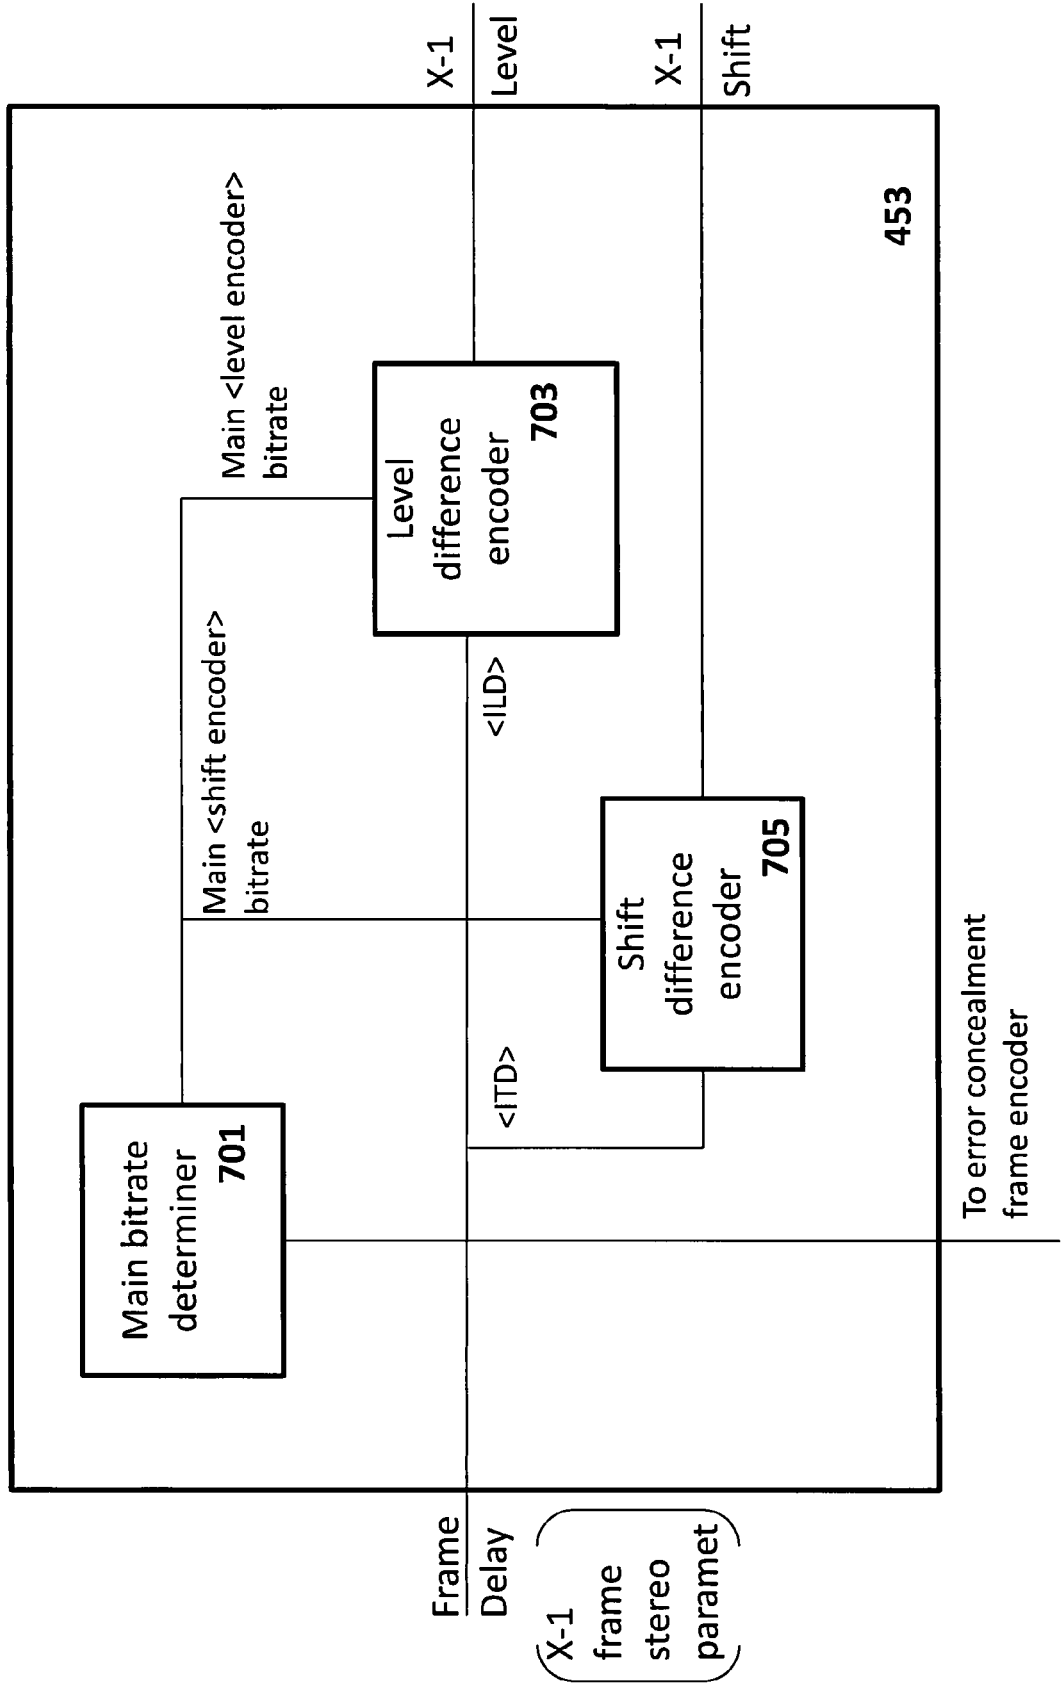 Main bitrate
determiner
701
Main <shift encoder>
bitrate
Main <level encoder>
bitrate
Level
difference
encoder
703
X-1
Level
Frame
Delay
X-1
frame
stereo
paramet
<ITD>
<ILD>
Shift
difference
encoder
705
X-1
Shift
453
To error concealment
frame encoder